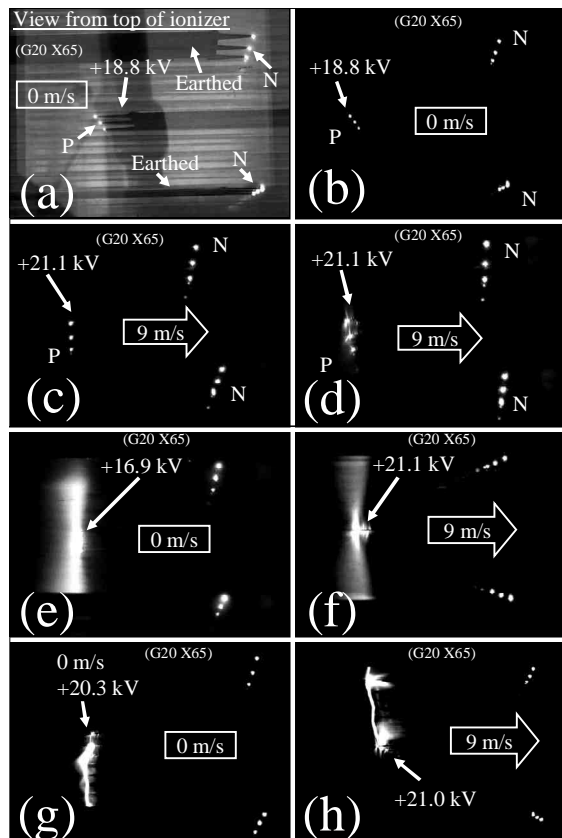 View from top of ionizer
(G20 X65)
+18.8 kV
N
0 m/s
Earthed
P
Earthed
N
(a)
(G20 X65)
N
+18.8 kV
0 m/s
P
N
(b)
(G20 X65)
N
+21.1 kV
9 m/s
P
N
(c)
(G20 X65)
N
+21.1 kV
9 m/s
P
N
(d)
(G20 X65)
+16.9 kV
0 m/s
(e)
(G20 X65)
+21.1 kV
9 m/s
(f)
(G20 X65)
0 m/s
+20.3 kV
0 m/s
(g)
(G20 X65)
9 m/s
+21.0 kV
(h)